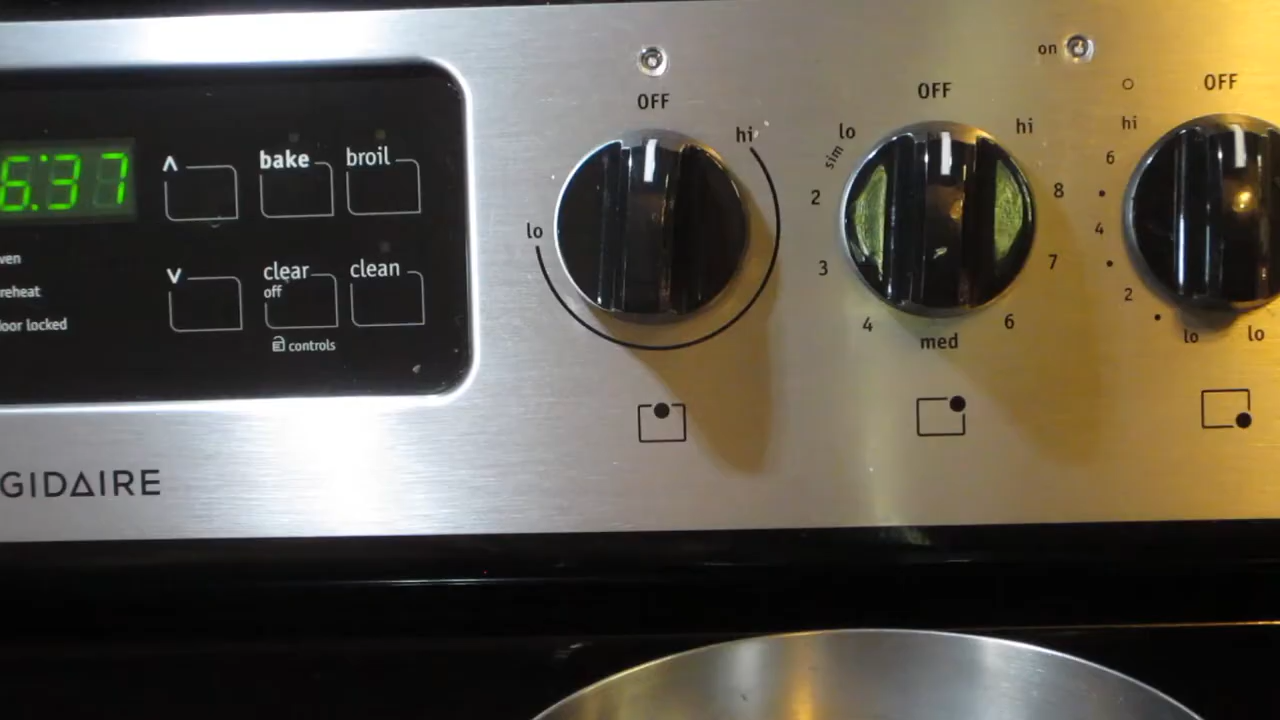 6:37
^
bake
broil
ven
reheat
oor locked
v
clear
off
clean
controls
GIDAIRE
OFF
hi
lo
on
OFF
lo
hi
sim
2
8
3
7
4
6
med
OFF
hi
6
4
2
lo
lo